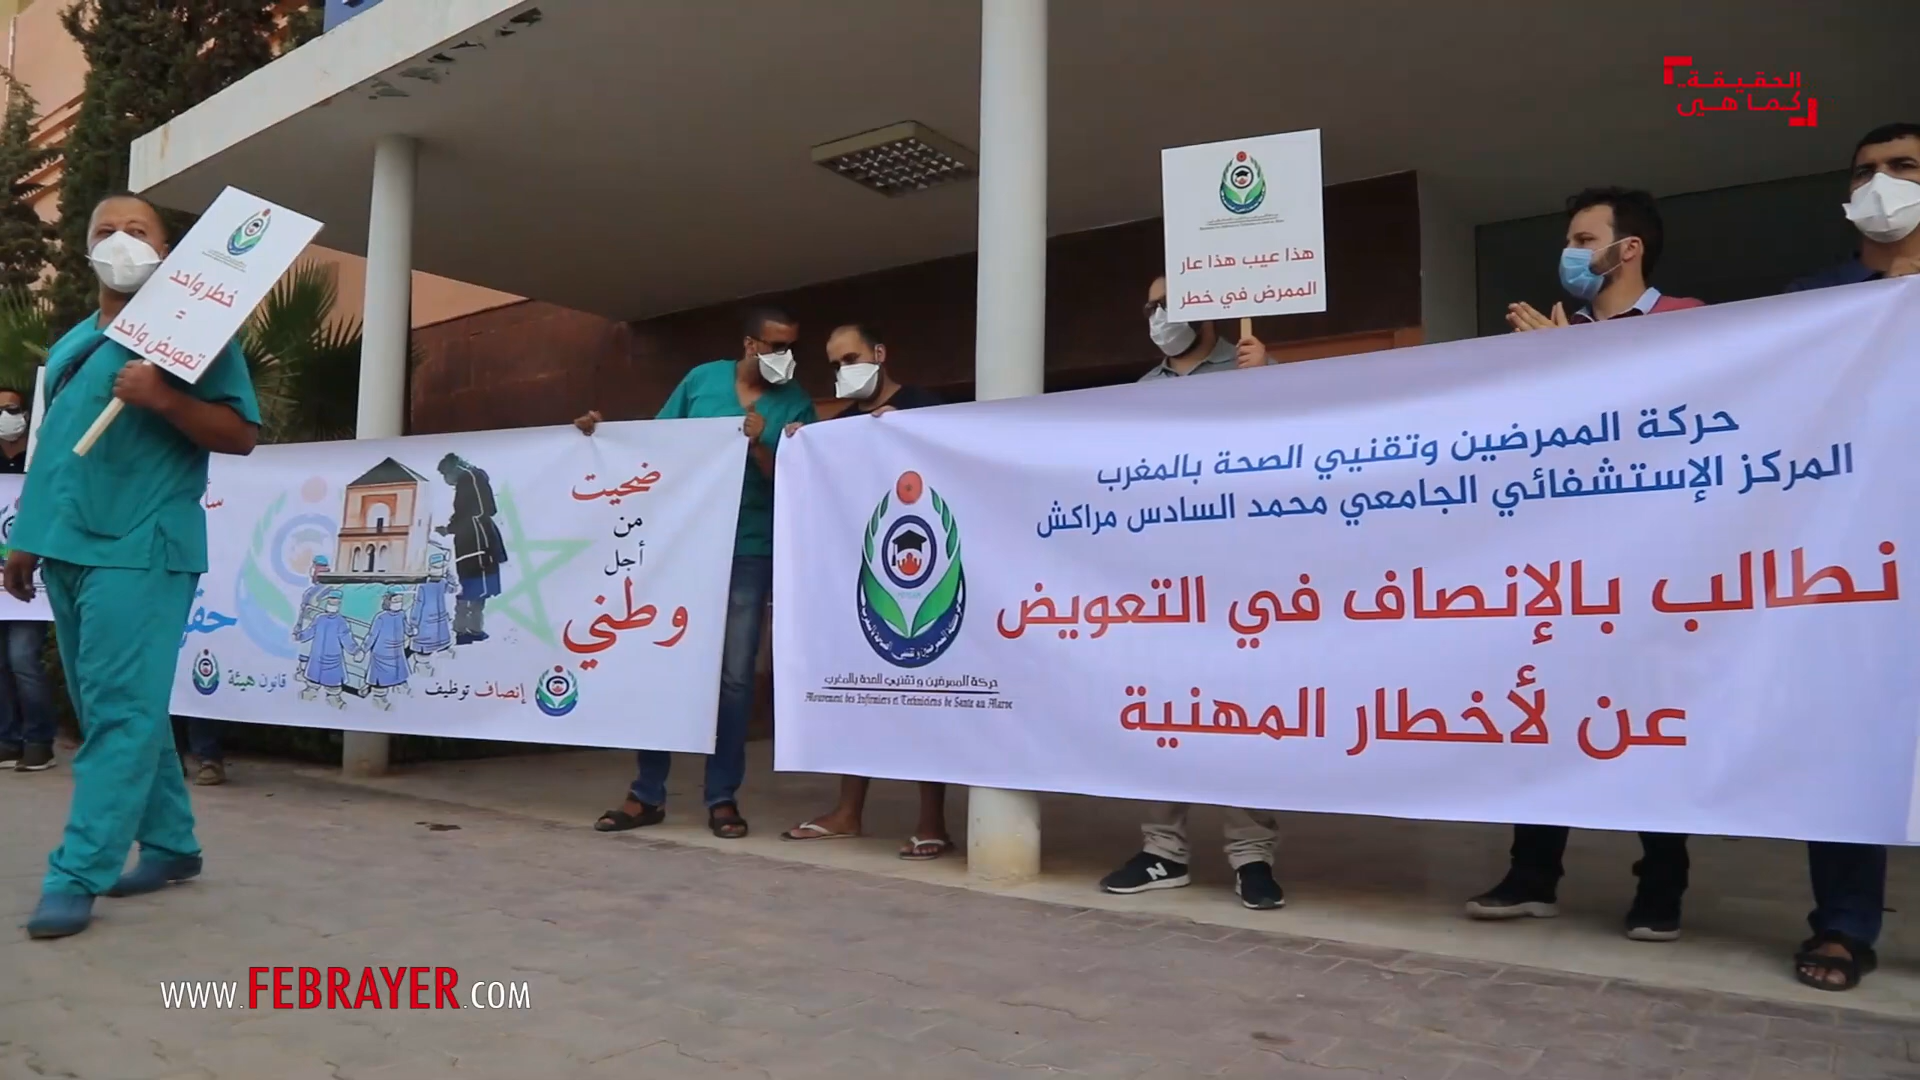 الحقيقة
كما هي
خطر واحد
=
تعويض واحد
هذا عيب هذا عار
الممرض في خطر
ضحيت
من
أجل
وطني
إنصاف توظيف
قانون هيئة
حركة الممرضين وتقنيي الصحة بالمغرب
المركز الإستشفائي الجامعي محمد السادس مراكش
نطالب بالإنصاف في التعويض
عن لأخطار المهنية
حركة الممرضين و تقنيي الصحة بالمغرب
Mouvement des Infirmiers et Techniciens de Sante au Maroc
N
www.FEBRAYER.COM